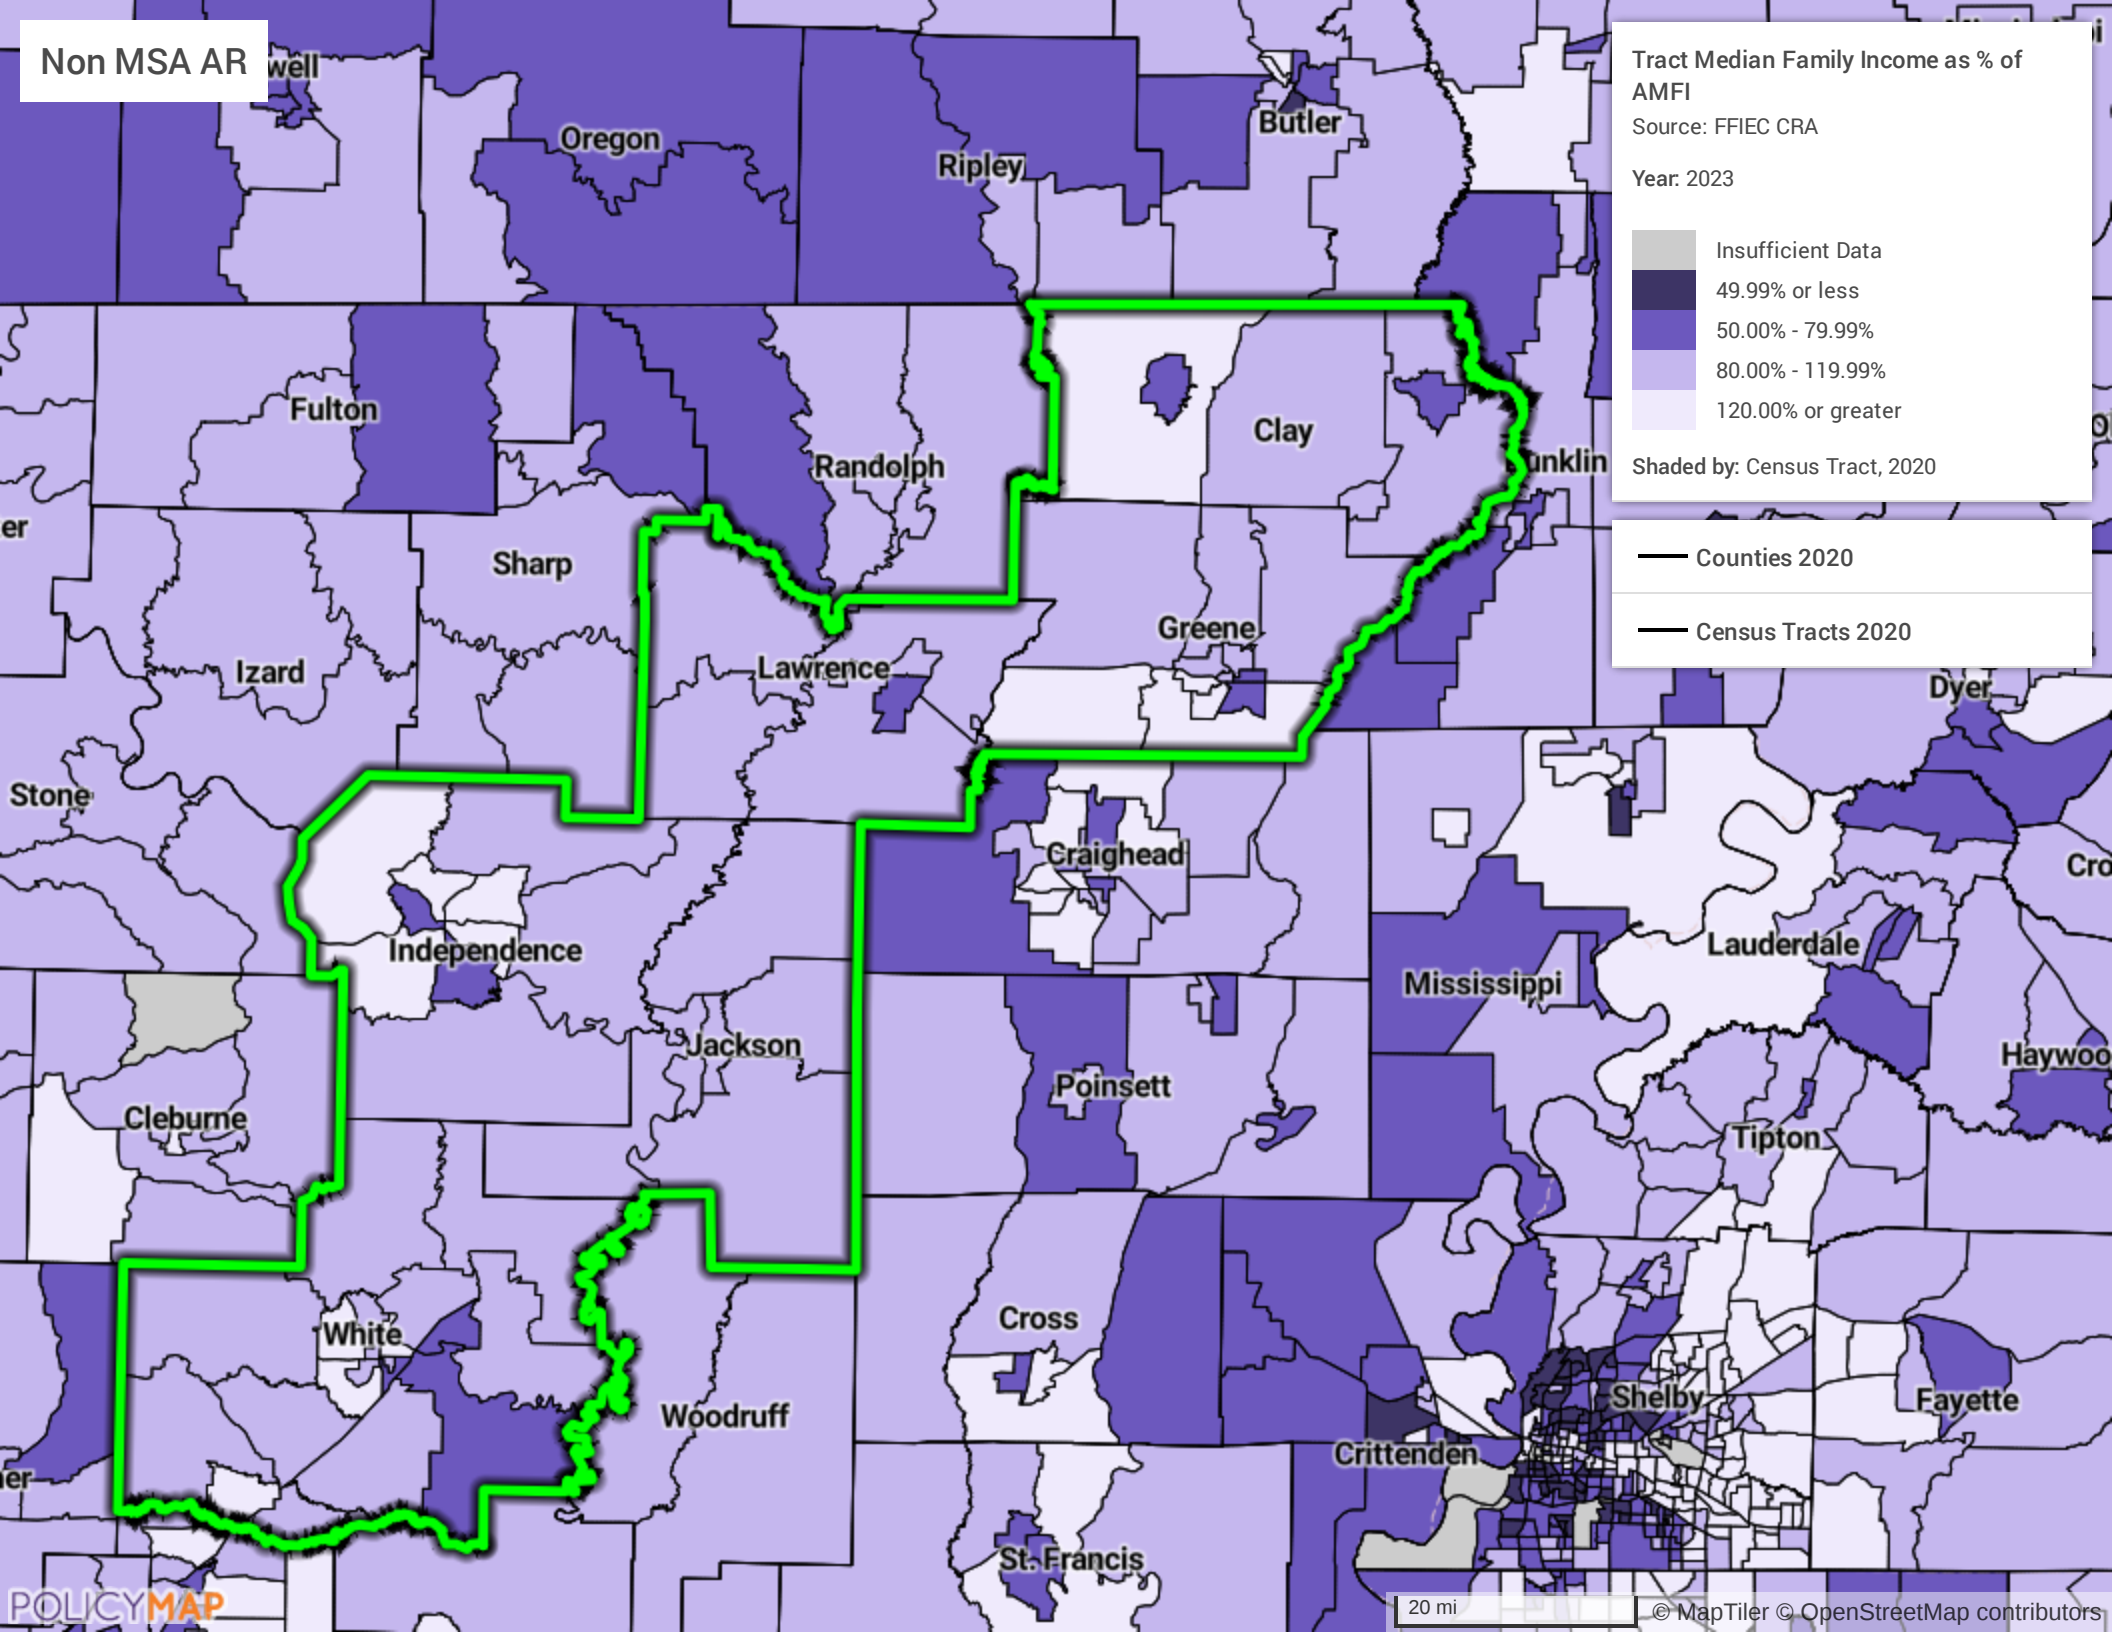 Non MSA AR
well
Oregon
Ripley
Butler
Tract Median Family Income as % of
AMFI
Source: FFIEC CRA
Year: 2023
Insufficient Data
49.99% or less
50.00% - 79.99%
80.00% - 119.99%
120.00% or greater
Shaded by: Census Tract, 2020
Counties 2020
Census Tracts 2020
Fulton
Clay
Randolph
unklin
er
Sharp
Greene
Izard
Lawrence
Dyer
Stone
Craighead
Cro
Independence
Lauderdale
Mississippi
Jackson
Haywoo
Poinsett
Cleburne
Tipton
Cross
White
Shelby
Woodruff
Fayette
Crittenden
er
St. Francis
POLICYMAP
20 mi
© MapTiler © OpenStreetMap contributors